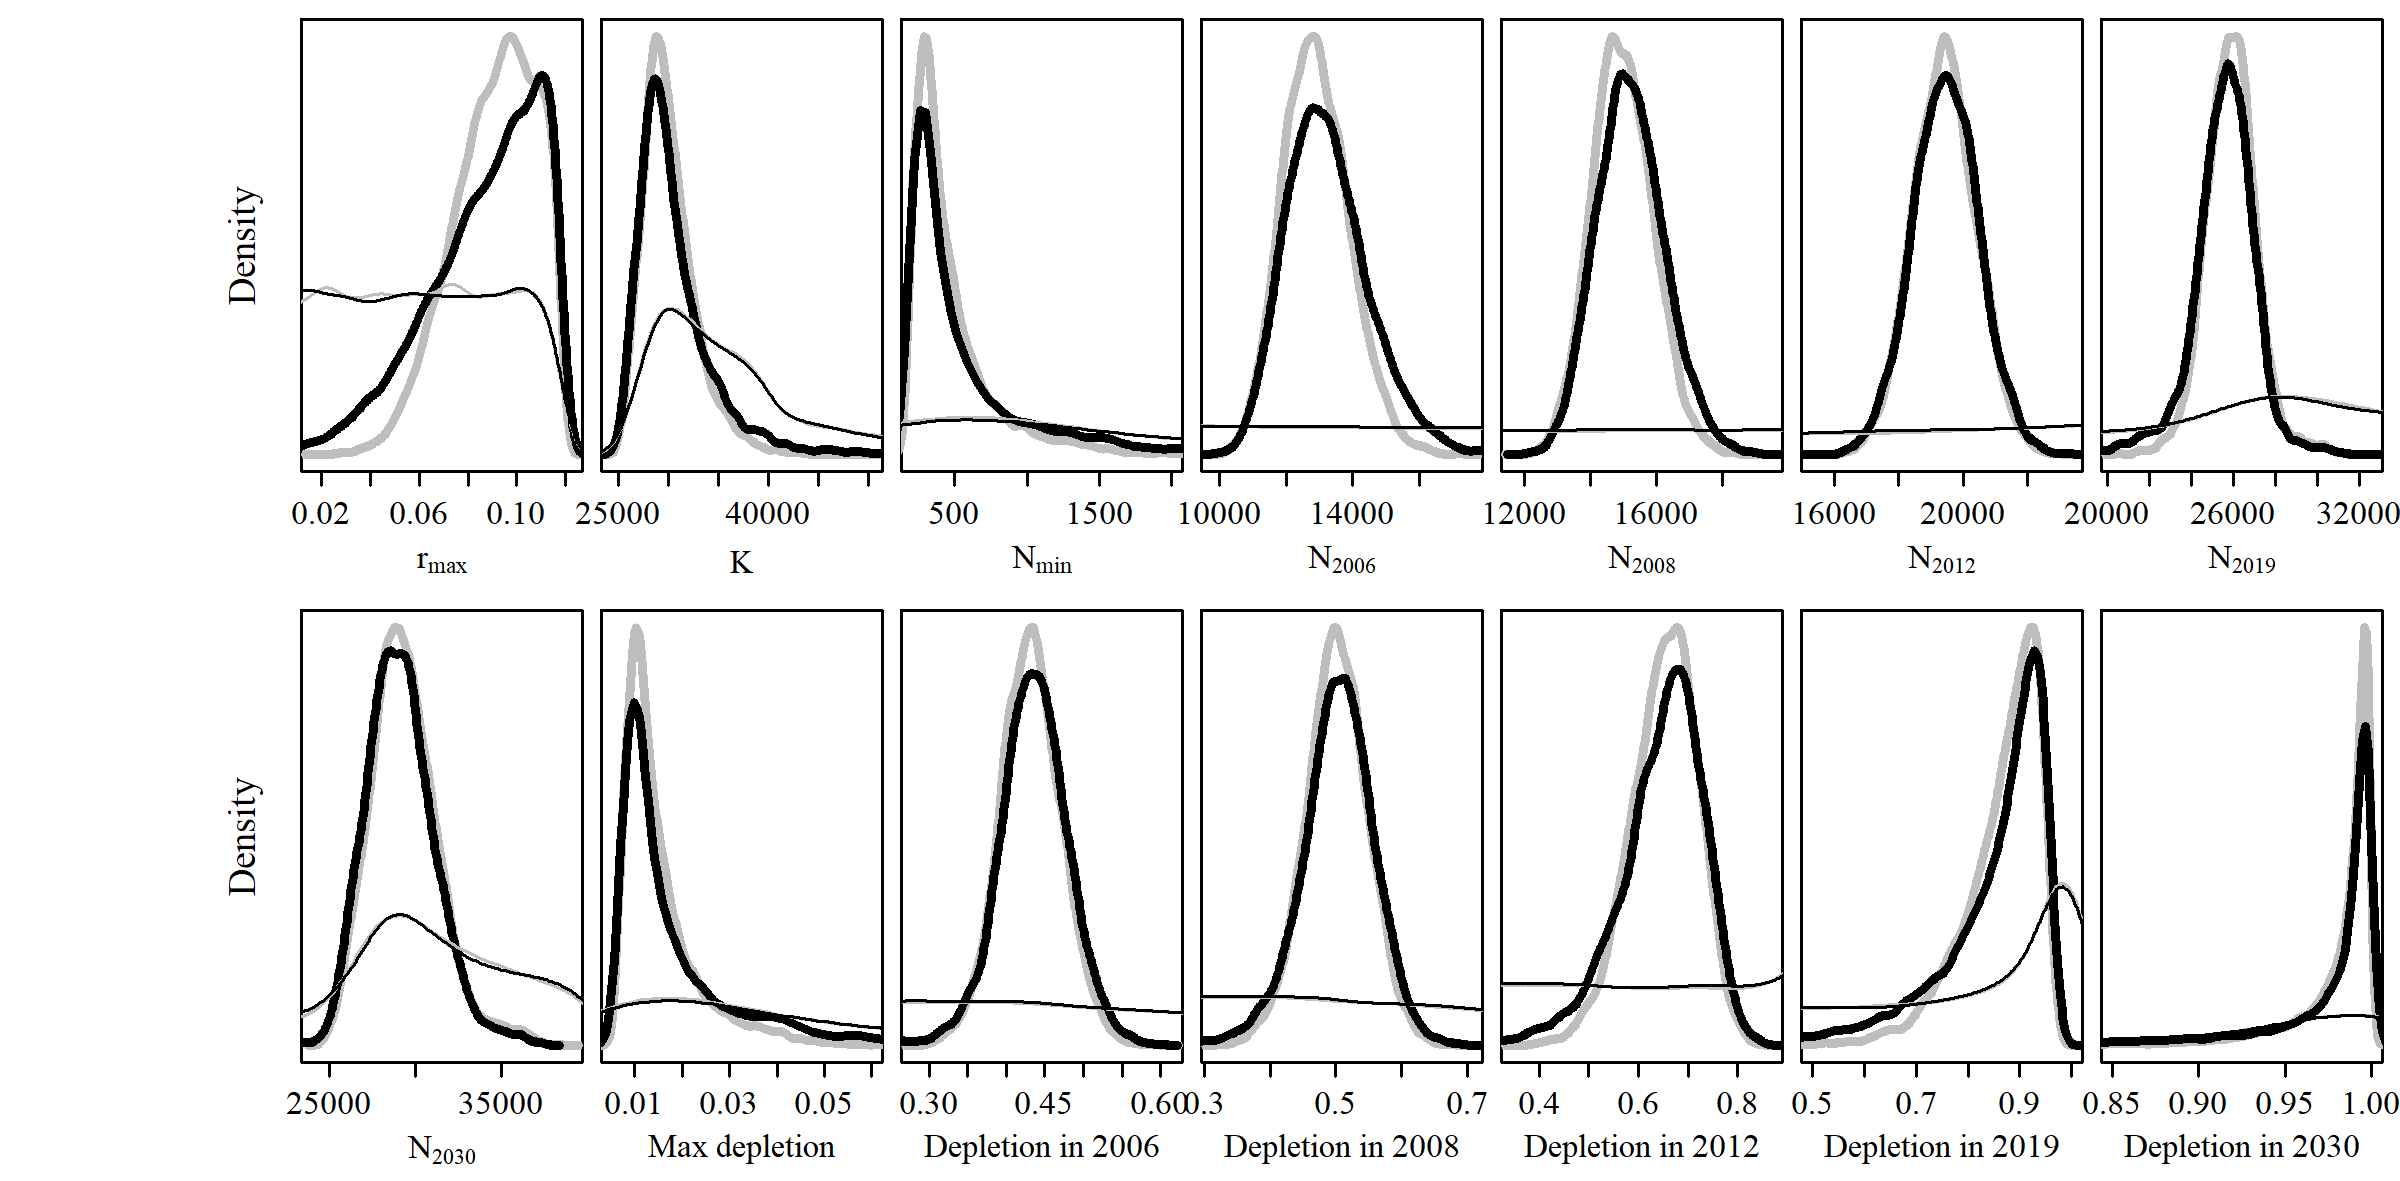 Density
0.02 0.06 0.10 25000 40000 500 1500 10000 14000 12000 16000 16000 20000 20000 26000 32000
rmax K Nmin N2006 N2008 N2012 N2019
Density
25000 35000 0.01 0.03 0.05 0.30 0.45 0.60 0.3 0.5 0.7 0.4 0.6 0.8 0.5 0.7 0.9 0.85 0.90 0.95 1.00
N2030 Max depletion Depletion in 2006 Depletion in 2008 Depletion in 2012 Depletion in 2019 Depletion in 2030